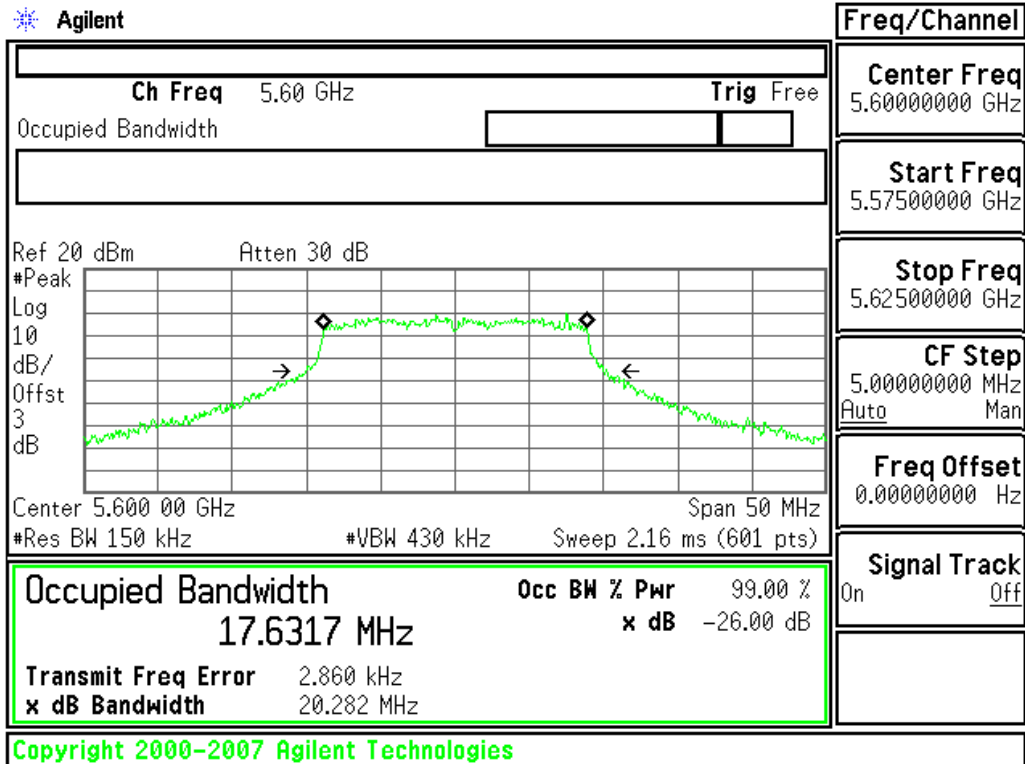 Agilent
Freq/Channel
Ch Freq 5.60 GHz Trig Free
Occupied Bandwidth
Center Freq
5.60000000 GHz
Start Freq
5.57500000 GHz
Stop Freq
5.62500000 GHz
CF Step
5.00000000 MHz
Auto Man
Freq Offset
0.00000000 Hz
Signal Track
On Off
Ref 20 dBm Atten 30 dB
#Peak
Log
10
dB/
Offst
3
dB
Center 5.600 00 GHz Span 50 MHz
#Res BW 150 kHz #VBW 430 kHz Sweep 2.16 ms (601 pts)
Occupied Bandwidth
17.6317 MHz
Occ BW % Pwr 99.00 %
x dB -26.00 dB
Transmit Freq Error 2.860 kHz
x dB Bandwidth 20.282 MHz
Copyright 2000-2007 Agilent Technologies